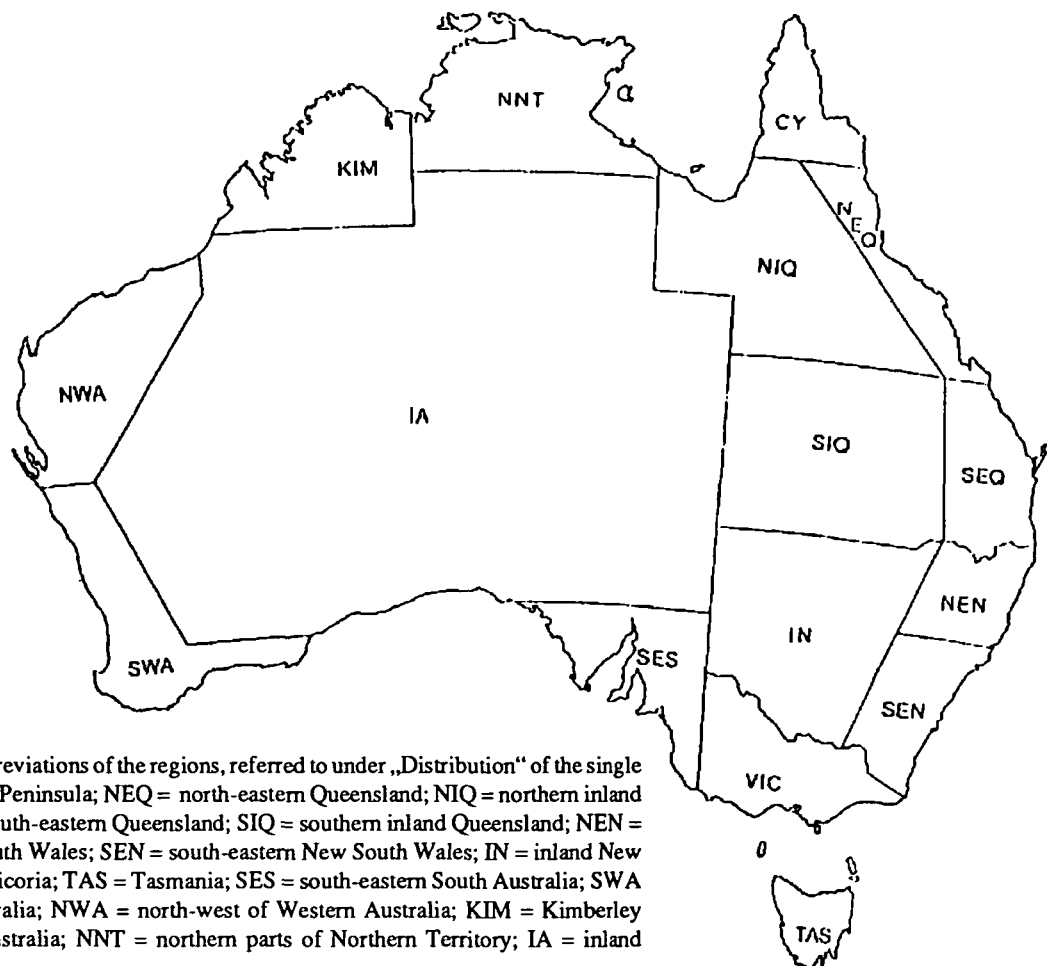 NNT
CY
KIM
NEQ
NIQ
NWA
IA
SIQ
SEQ
NEN
IN
SES
SWA
SEN
VIC
reviations of the regions, referred to under „Distribution“ of the single
Peninsula; NEQ = north-eastern Queensland; NIQ = northern inland
uth-eastern Queensland; SIQ = southern inland Queensland; NEN =
uth Wales; SEN = south-eastern New South Wales; IN = inland New
icoria; TAS = Tasmania; SES = south-eastern South Australia; SWA
ralia; NWA = north-west of Western Australia; KIM = Kimberley
ustralia; NNT = northern parts of Northern Territory; IA = inland
TAS